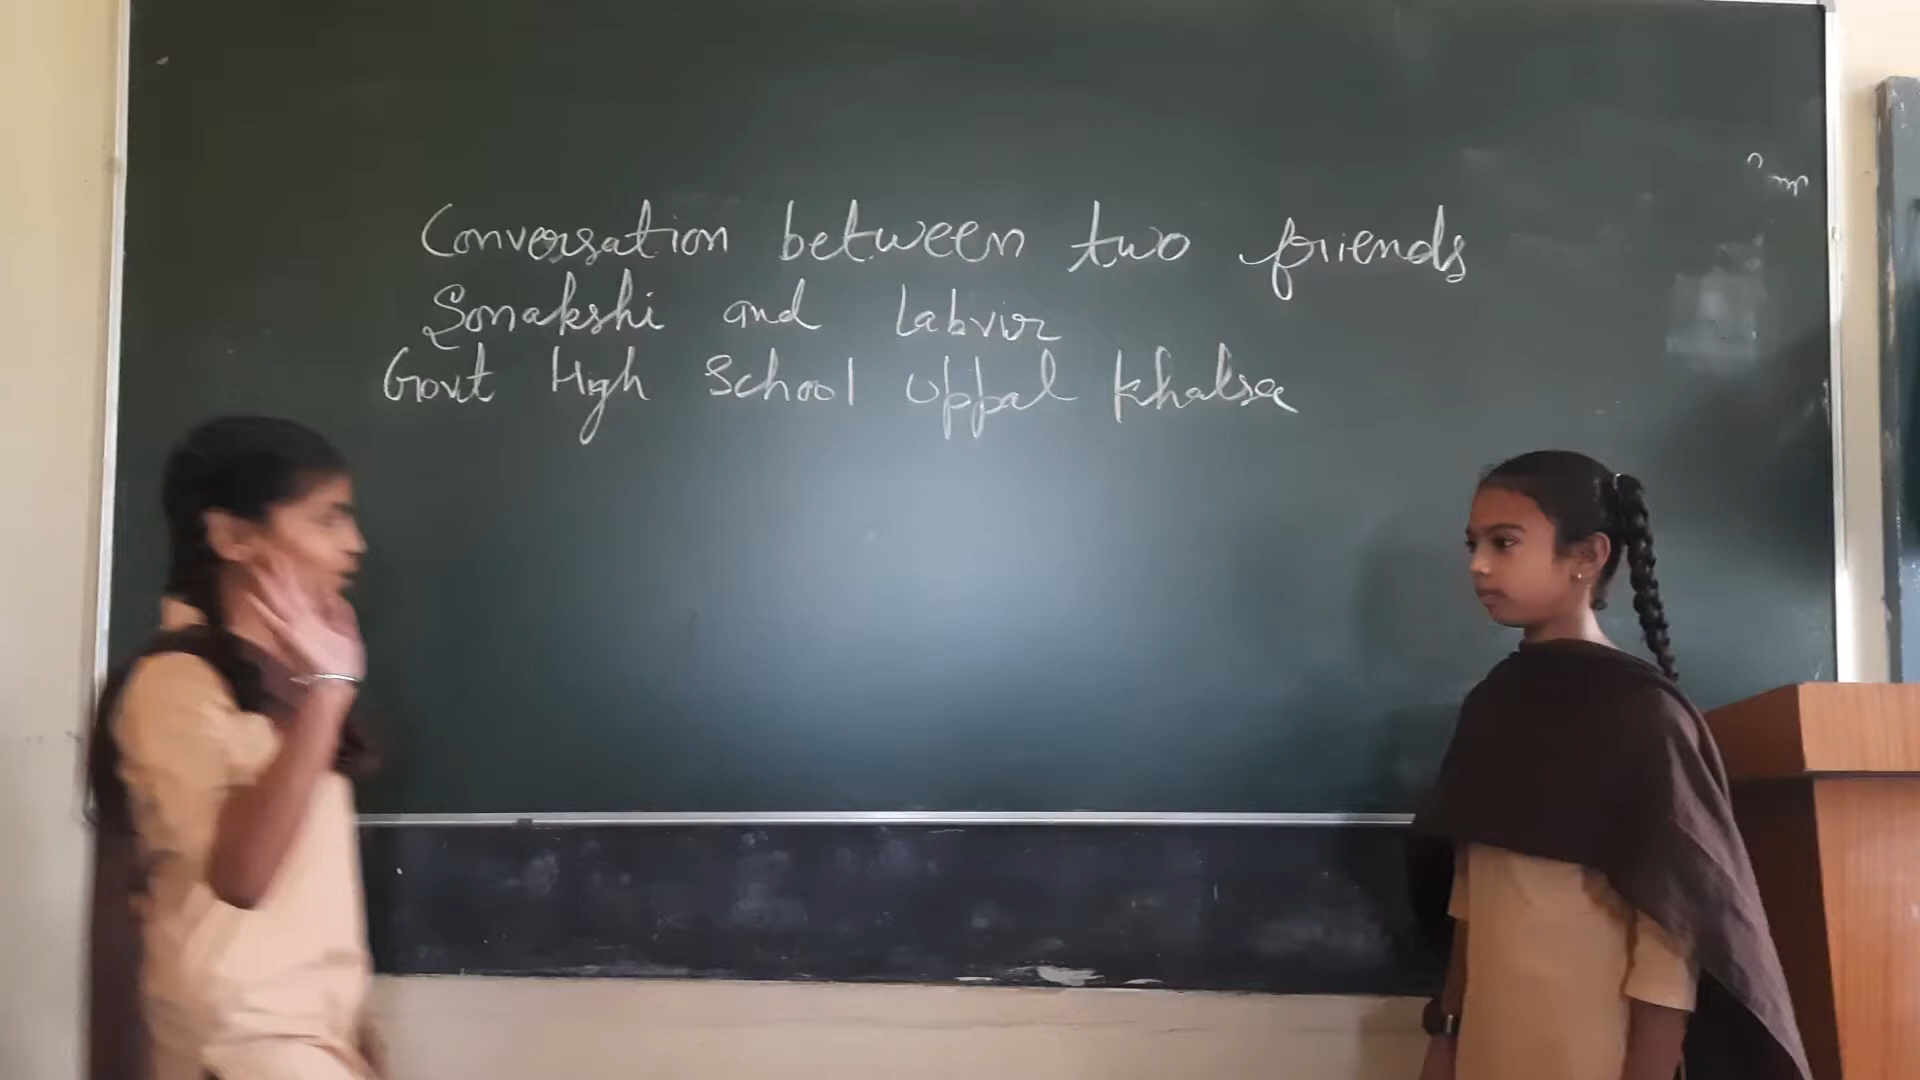 Conversation between two friends
Sonakshi and Labvir
Govt High School Uppal Khalsa